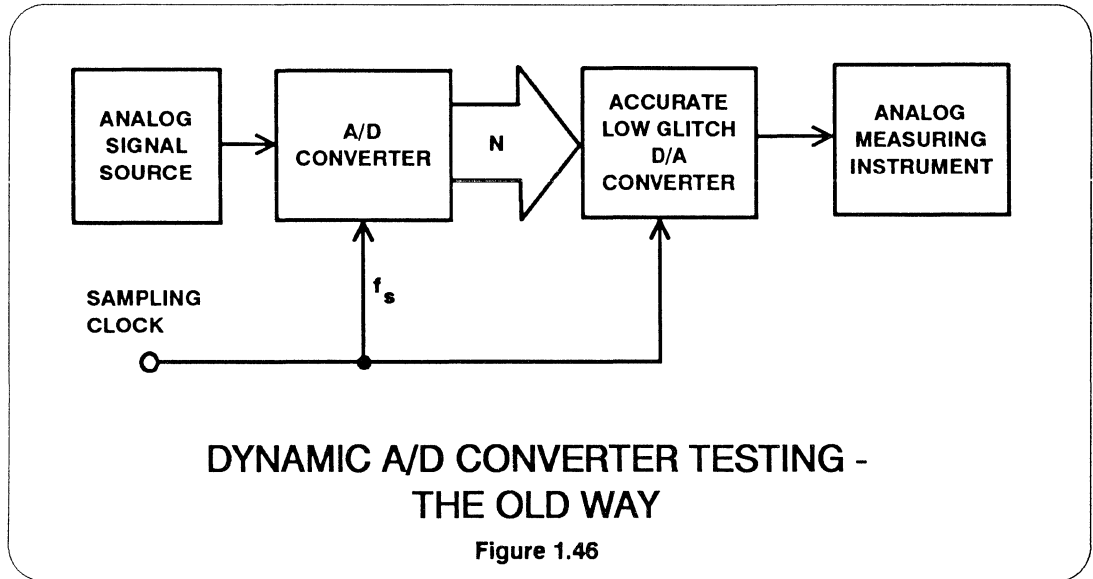 ANALOG
SIGNAL
SOURCE
A/D
CONVERTER
N
ACCURATE
LOW GLITCH
D/A
CONVERTER
ANALOG
MEASURING
INSTRUMENT
f_s
SAMPLING
CLOCK
DYNAMIC A/D CONVERTER TESTING -
THE OLD WAY
Figure 1.46